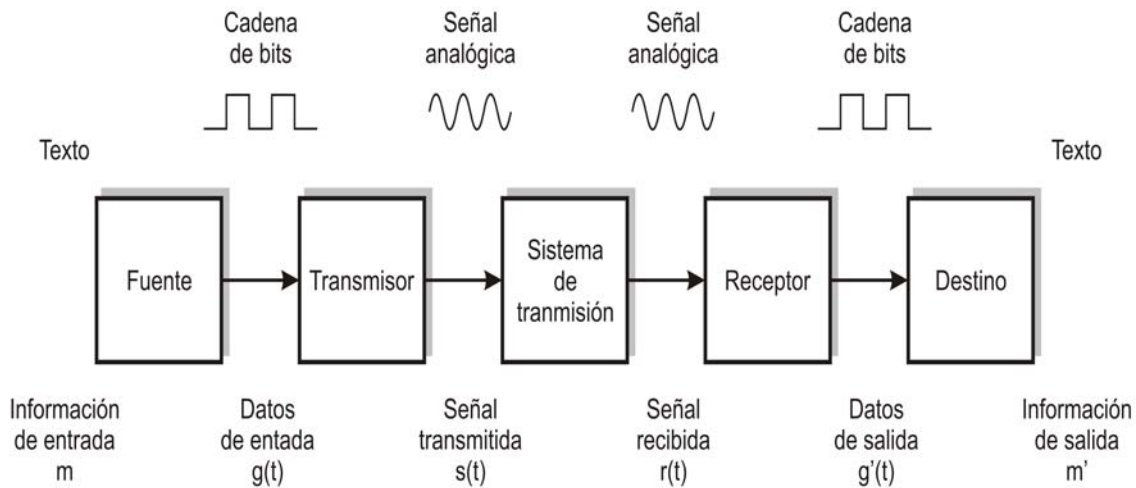 Cadena
de bits
Señal
analógica
Señal
analógica
Cadena
de bits
Texto
Texto
Fuente
Transmisor
Sistema
de
tranmisión
Receptor
Destino
Información
de entrada
m
Datos
de entada
g(t)
Señal
transmitida
s(t)
Señal
recibida
r(t)
Datos
de salida
g'(t)
Información
de salida
m'